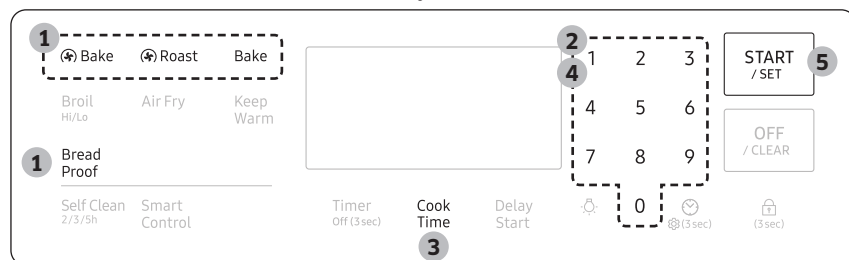 1
Bake Roast Bake
2
4
1 2 3
START
/ SET
5
Broil
Hi/Lo
Air Fry
Keep
Warm
4 5 6
OFF
/ CLEAR
1
Bread
Proof
7 8 9
Self Clean
2/3/5h
Smart
Control
Timer
Off (3 sec)
Cook
Time
Delay
Start
0
(3 sec)
(3 sec)
3